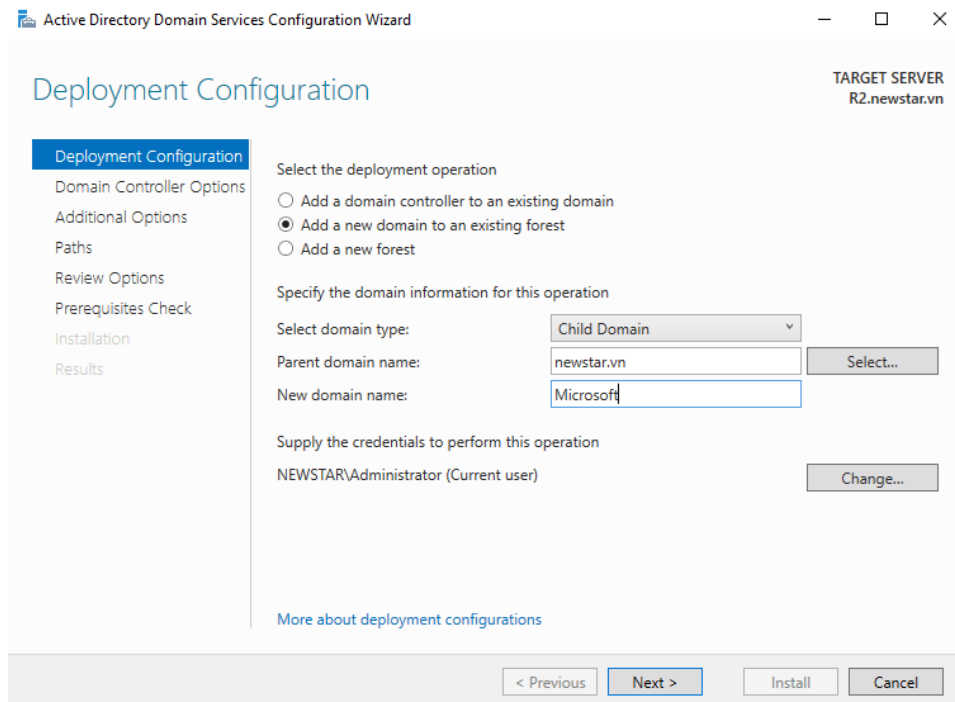 Active Directory Domain Services Configuration Wizard
Deployment Configuration
TARGET SERVER
R2.newstar.vn
Deployment Configuration
Domain Controller Options
Additional Options
Paths
Review Options
Prerequisites Check
Installation
Results
Select the deployment operation
Add a domain controller to an existing domain
Add a new domain to an existing forest
Add a new forest
Specify the domain information for this operation
Select domain type: Child Domain
Parent domain name: newstar.vn Select...
New domain name: Microsoft
Supply the credentials to perform this operation
NEWSTAR\Administrator (Current user) Change...
More about deployment configurations
< Previous Next > Install Cancel